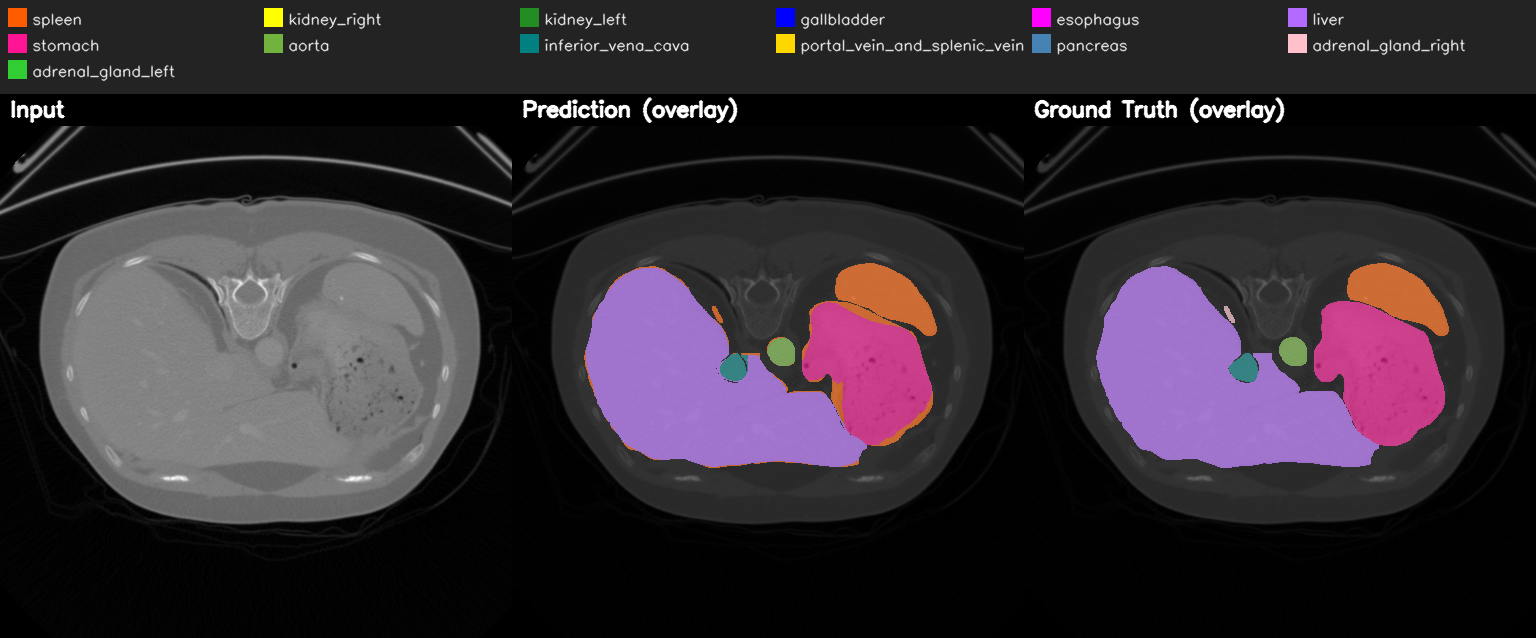 spleen kidney_right kidney_left gallbladder esophagus liver
stomach aorta inferior_vena_cava portal_vein_and_splenic_vein pancreas adrenal_gland_right
adrenal_gland_left
Input Prediction (overlay) Ground Truth (overlay)